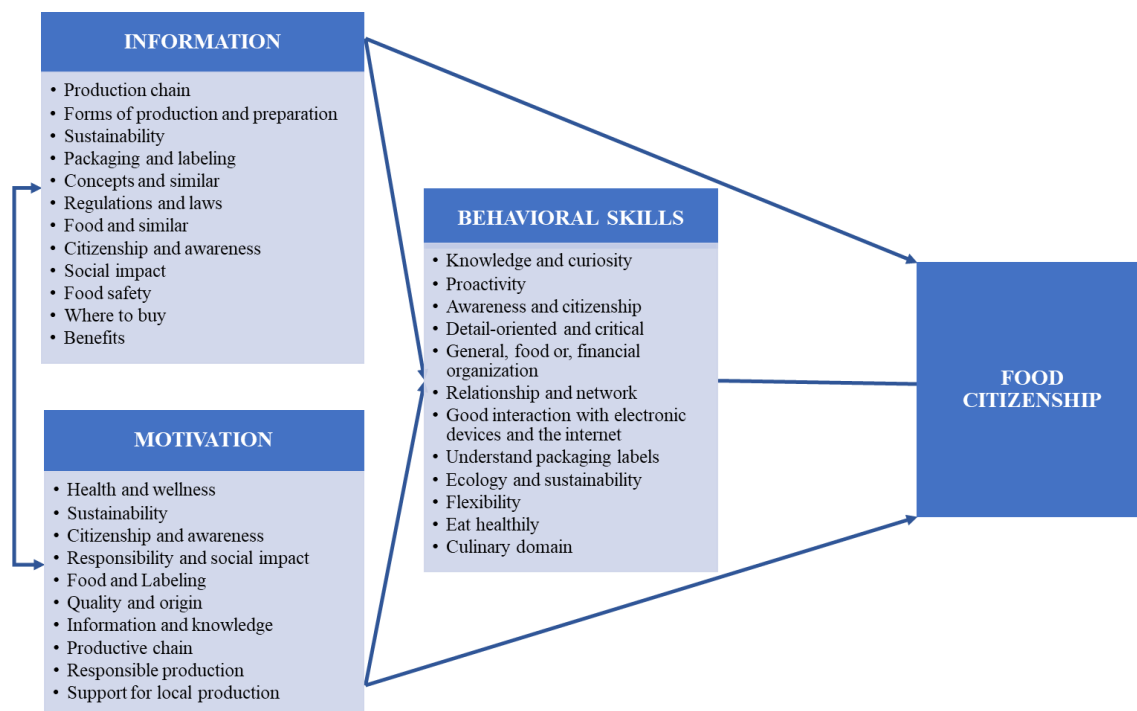 INFORMATION
• Production chain
• Forms of production and preparation
• Sustainability
• Packaging and labeling
• Concepts and similar
• Regulations and laws
• Food and similar
• Citizenship and awareness
• Social impact
• Food safety
• Where to buy
• Benefits
MOTIVATION
• Health and wellness
• Sustainability
• Citizenship and awareness
• Responsibility and social impact
• Food and Labeling
• Quality and origin
• Information and knowledge
• Productive chain
• Responsible production
• Support for local production
BEHAVIORAL SKILLS
• Knowledge and curiosity
• Proactivity
• Awareness and citizenship
• Detail-oriented and critical
• General, food or, financial
organization
• Relationship and network
• Good interaction with electronic
devices and the internet
• Understand packaging labels
• Ecology and sustainability
• Flexibility
• Eat healthily
• Culinary domain
FOOD
CITIZENSHIP